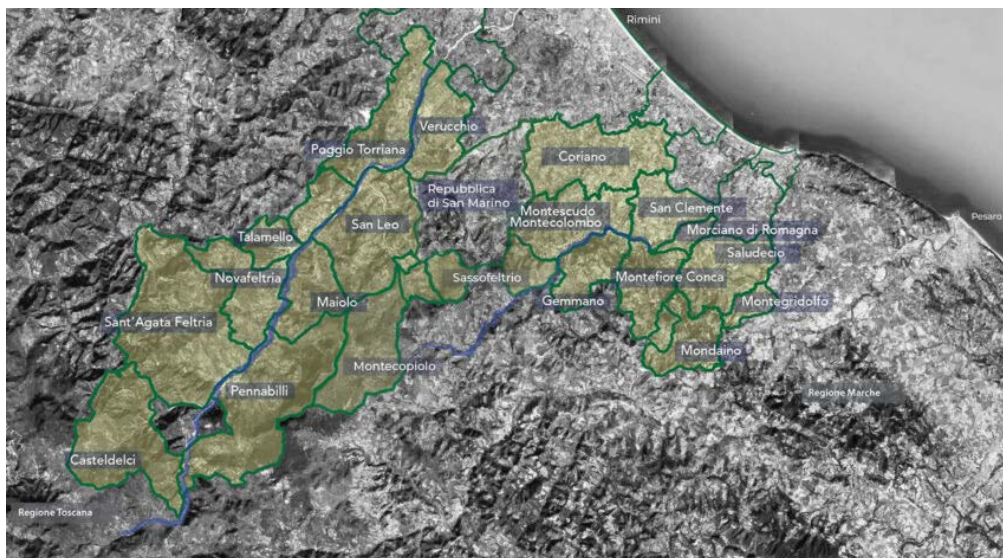 Rimini
Verucchio
Poggio Torriana
Coriano
Pesaro
Repubblica
di San Marino
San Leo
Montescudo
Montecolombo
San Clemente
Morciano di Romagna
Talamello
Saludecio
Novafeltria
Sassofeltrio
Montefiore Conca
Maiolo
Gemmano
Montegridolfo
Sant'Agata Feltria
Mondaino
Montecopiolo
Pennabilli
Regione Marche
Casteldelci
Regione Toscana